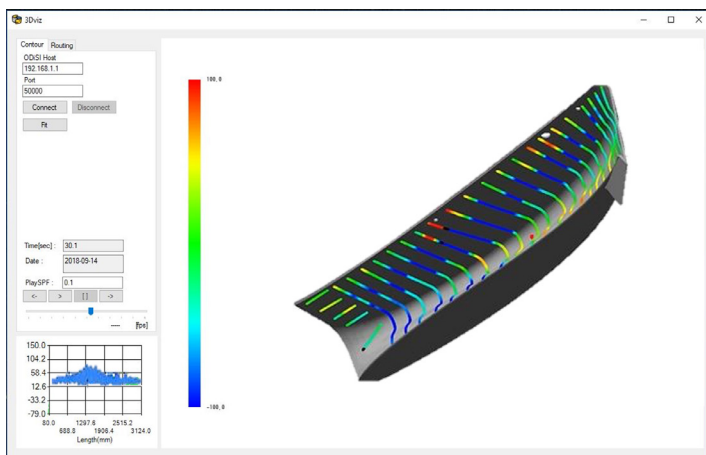 3Dviz
Contour Routing
ODiSI Host
192.168.1.1
Port
50000
Connect Disconnect
Fit
Time[sec] : 30.1
Date : 2018-09-14
PlaySPF : 0.1
<- > [ ] ->
[fps]
100.0
-100.0
150.0
104.2
58.4
12.6
-33.2
-79.0
80.0 1297.6 2515.2
688.8 1906.4 3124.0
Length(mm)